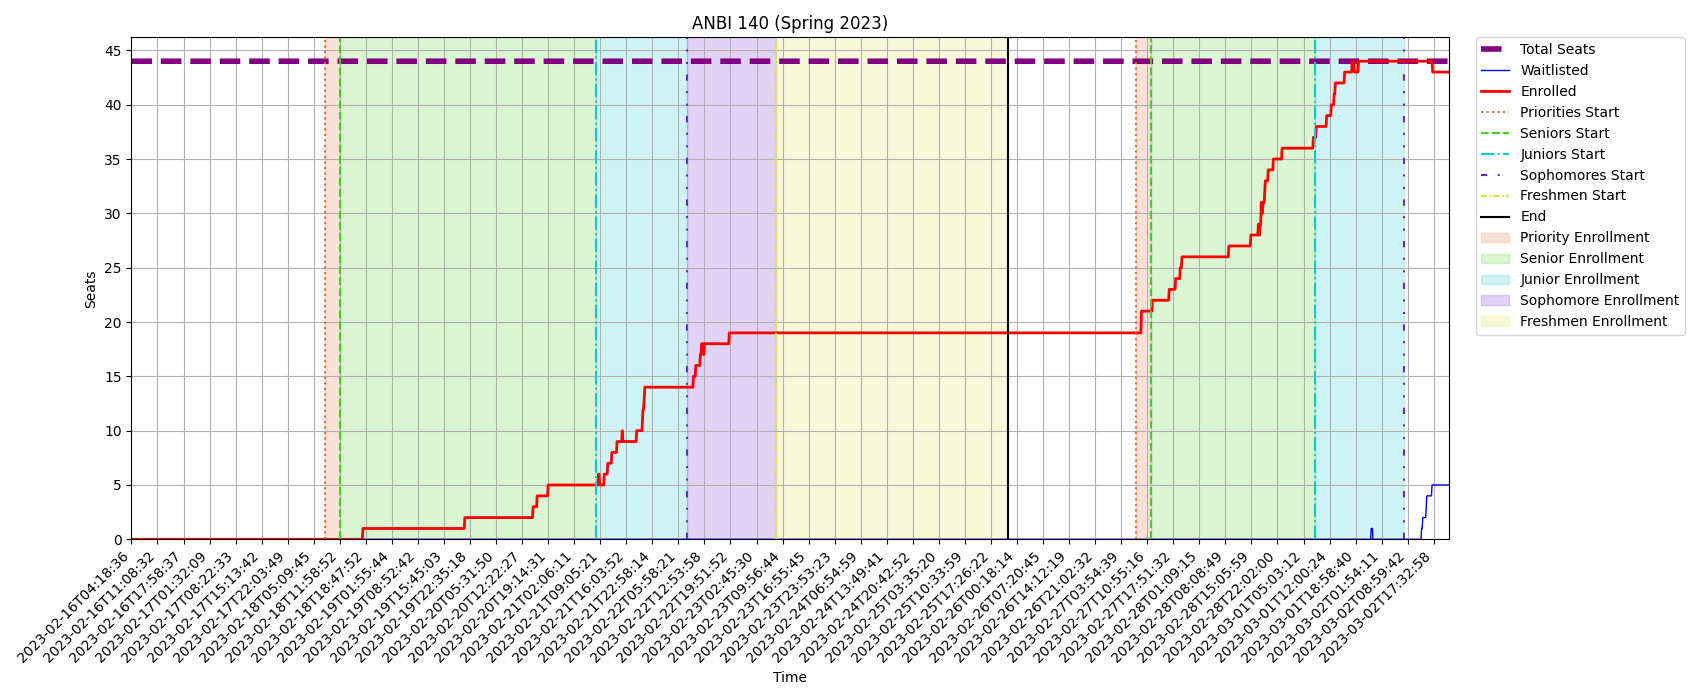 ANBI 140 (Spring 2023)
Seats
45
40
35
30
25
20
15
10
5
0
2023-02-16T04:18:36
2023-02-16T11:08:32
2023-02-16T17:58:37
2023-02-17T01:32:09
2023-02-17T08:22:33
2023-02-17T15:13:42
2023-02-17T22:03:49
2023-02-18T05:09:45
2023-02-18T11:58:52
2023-02-18T18:47:52
2023-02-19T01:55:44
2023-02-19T08:52:42
2023-02-19T15:45:03
2023-02-19T22:35:18
2023-02-20T05:31:50
2023-02-20T12:22:27
2023-02-20T19:14:31
2023-02-21T02:06:11
2023-02-21T09:05:21
2023-02-21T16:03:52
2023-02-21T22:58:14
2023-02-22T05:58:21
2023-02-22T12:53:58
2023-02-22T19:51:52
2023-02-23T02:45:30
2023-02-23T09:56:44
2023-02-23T16:55:45
2023-02-23T23:53:23
2023-02-24T06:54:59
2023-02-24T13:49:41
2023-02-24T20:42:52
2023-02-25T03:35:20
2023-02-25T10:33:59
2023-02-25T17:26:22
2023-02-26T00:18:14
2023-02-26T07:20:45
2023-02-26T14:12:19
2023-02-26T21:02:32
2023-02-27T03:54:39
2023-02-27T10:55:16
2023-02-27T17:51:32
2023-02-28T01:09:15
2023-02-28T08:08:49
2023-02-28T15:05:59
2023-02-28T22:02:00
2023-03-01T05:03:12
2023-03-01T12:00:24
2023-03-01T18:58:40
2023-03-02T01:54:11
2023-03-02T08:59:42
2023-03-02T17:32:58
Time
Total Seats
Waitlisted
Enrolled
Priorities Start
Seniors Start
Juniors Start
Sophomores Start
Freshmen Start
End
Priority Enrollment
Senior Enrollment
Junior Enrollment
Sophomore Enrollment
Freshmen Enrollment